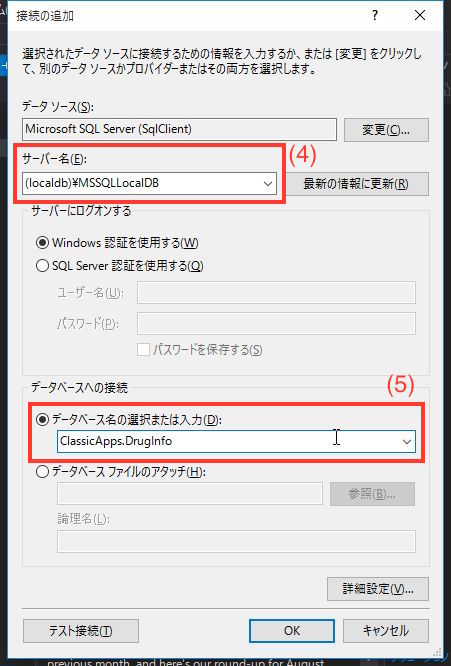 接続の追加
?
選択されたデータ ソースに接続するための情報を入力するか、または [変更] をクリックし
て、別のデータ ソースかプロバイダーまたはその両方を選択します。
データ ソース(S):
Microsoft SQL Server (SqlClient)
変更(C)...
サーバー名(E):
(4)
(localdb)¥MSSQLLocalDB
最新の情報に更新(R)
サーバーにログオンする
Windows 認証を使用する(W)
SQL Server 認証を使用する(Q)
ユーザー名(U):
パスワード(P):
パスワードを保存する(S)
データベースへの接続
(5)
データベース名の選択または入力(D):
ClassicApps.DrugInfo
データベース ファイルのアタッチ(H):
参照(B)...
論理名(L):
詳細設定(V)...
テスト接続(T)
OK
キャンセル
previous month, and here's our round-up for August